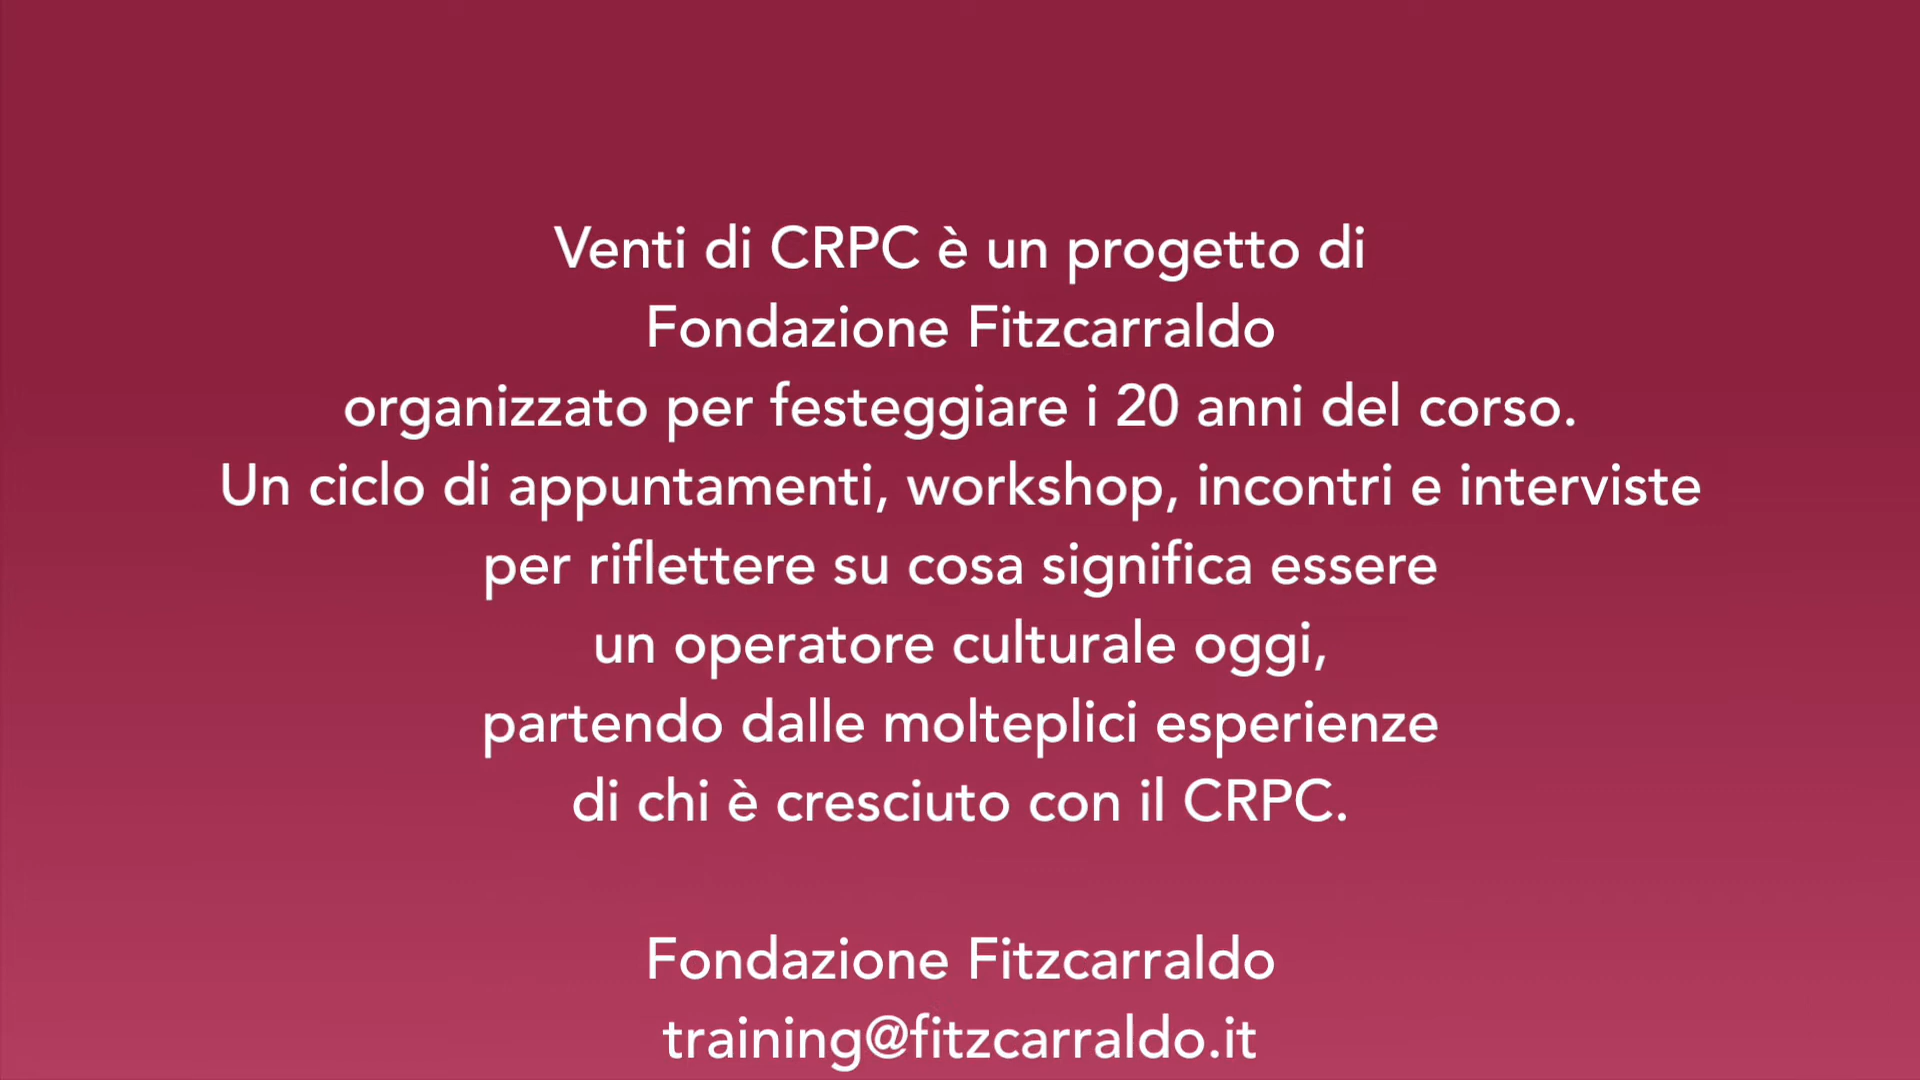 Venti di CRPC è un progetto di
Fondazione Fitzcarraldo
organizzato per festeggiare i 20 anni del corso.
Un ciclo di appuntamenti, workshop, incontri e interviste
per riflettere su cosa significa essere
un operatore culturale oggi,
partendo dalle molteplici esperienze
di chi è cresciuto con il CRPC.
Fondazione Fitzcarraldo
training@fitzcarraldo.it